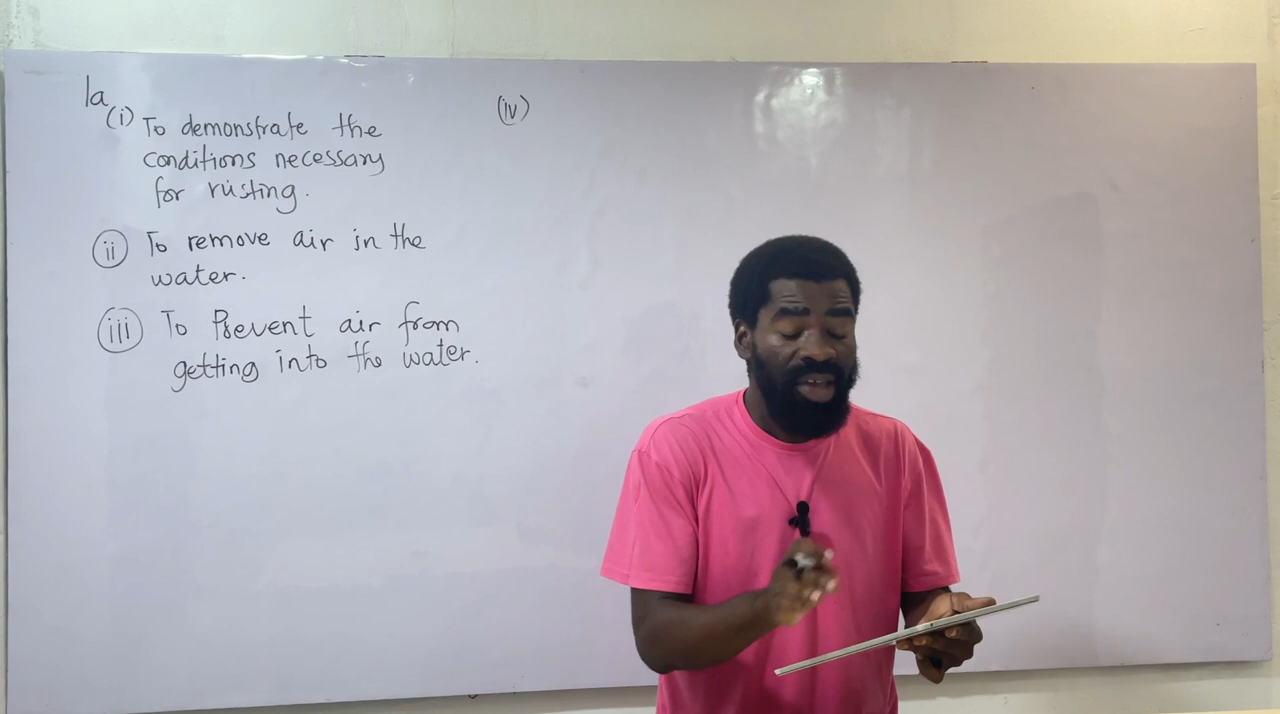 1a
(i) To demonstrate the
conditions necessary
for rusting.
(ii) To remove air in the
water.
(iii) To Prevent air from
getting into the water.
(iv)